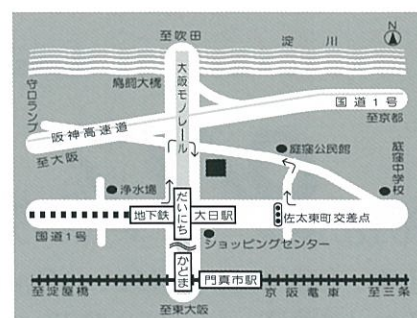 至吹田
淀川
N
鳥飼大橋
大阪モノレール
守口ランプ
阪神高速道
国道1号
至京都
至大阪
庭窪公民館
庭窪中学校
浄水場
地下鉄
だいにち
大日駅
佐太東町交差点
国道1号
ショッピングセンター
かどま
門真市駅
至淀屋橋
京阪電車
至三条
至東大阪